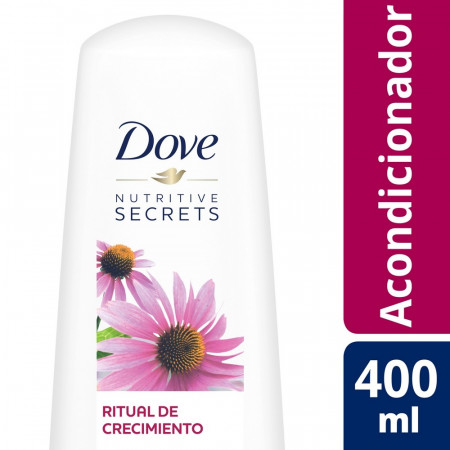 Dove
NUTRITIVE
SECRETS
RITUAL DE
CRECIMIENTO
Acondicionador
400
ml